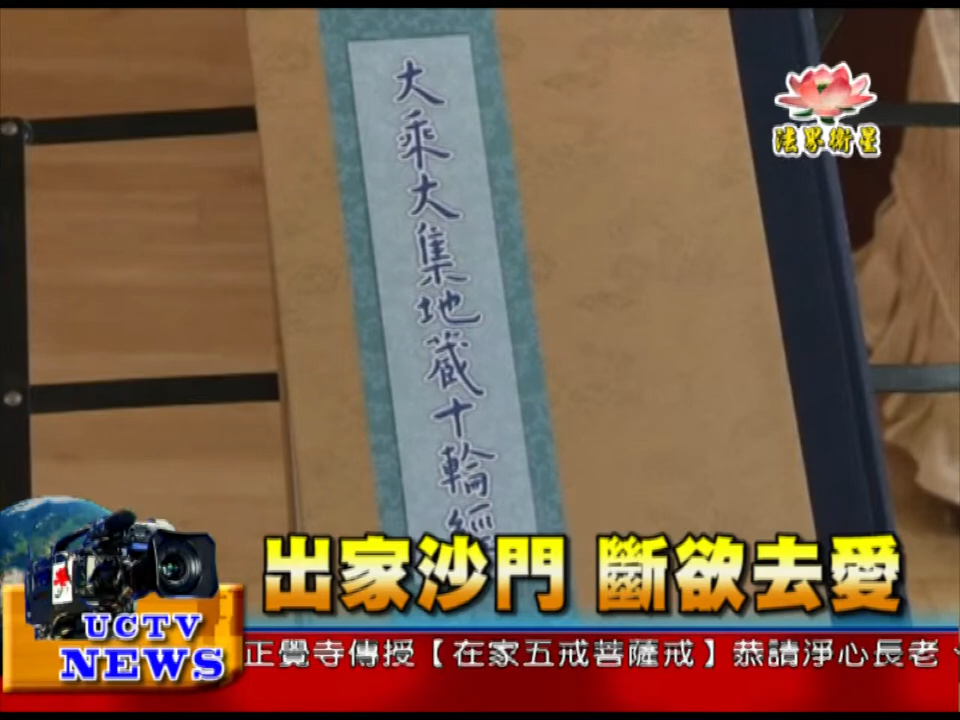 大乘大集地藏十輪經
法界衛星
出家沙門 斷欲去愛
UCTV
NEWS
正覺寺傳授【在家五戒菩薩戒】恭請淨心長老、